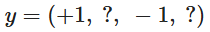 y = (+1, ?, − 1, ?)